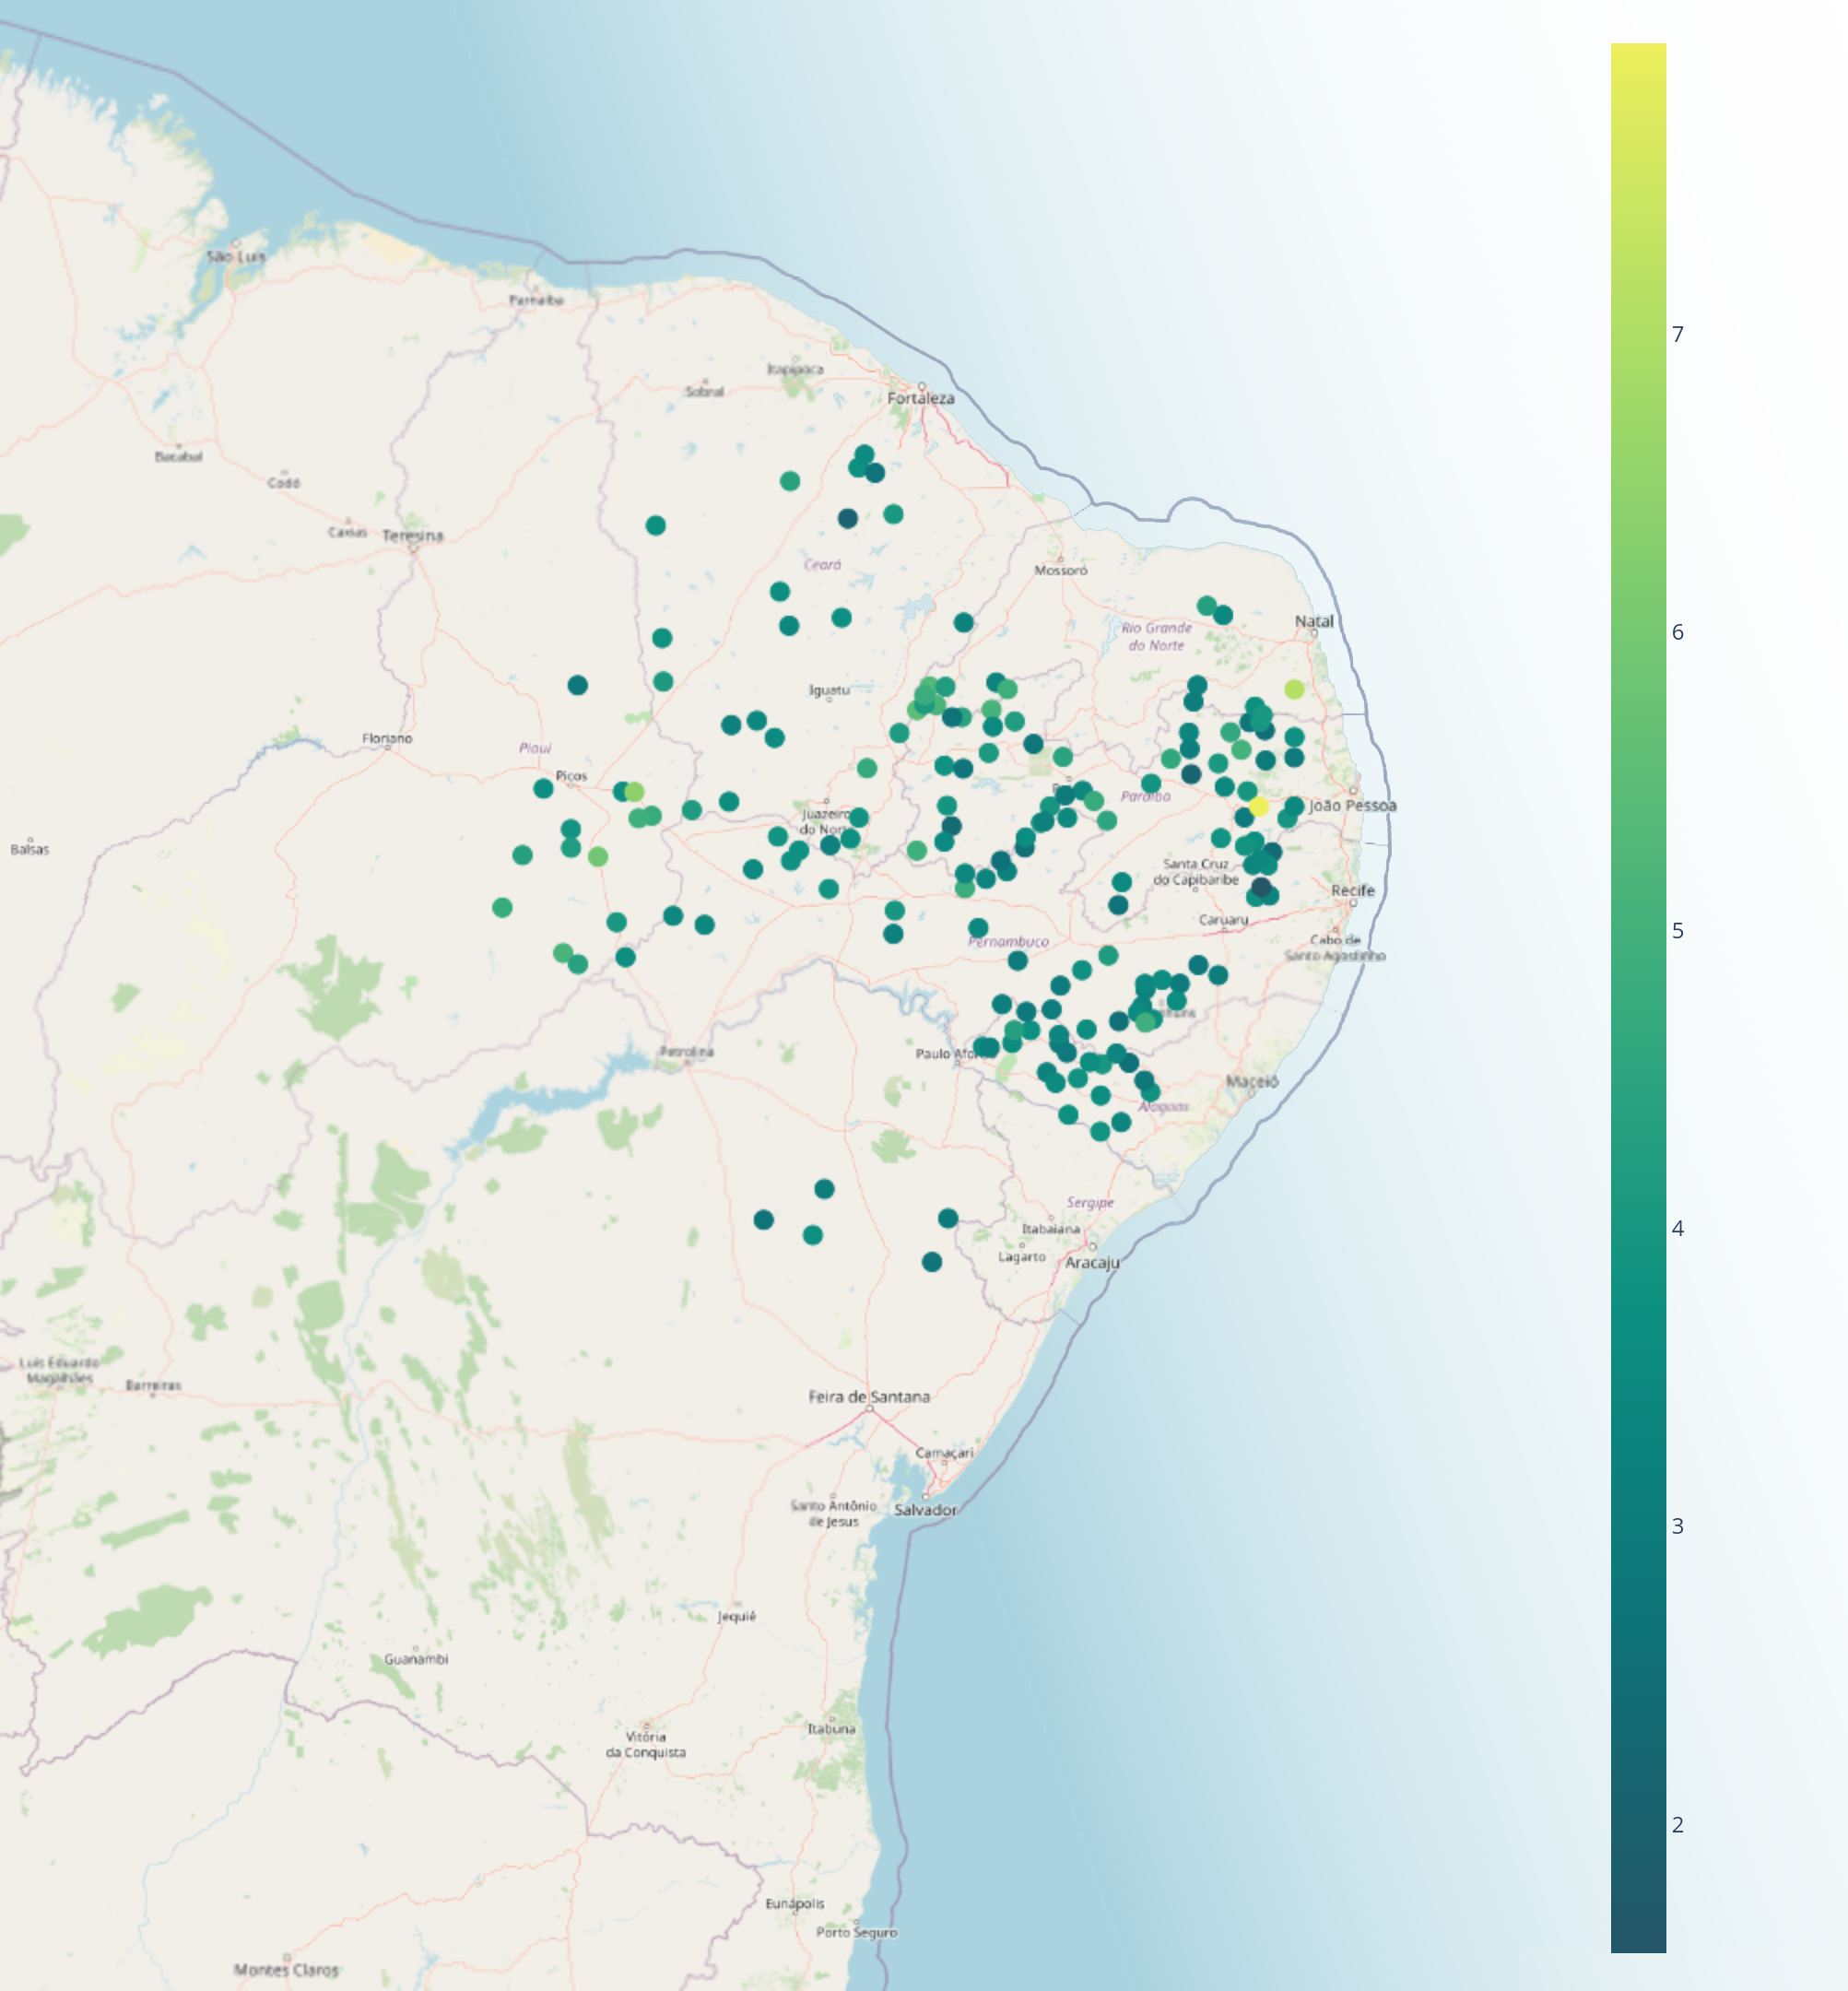 São Luís
Parnaíba
Itapipoca
Sobral
Fortaleza
Bacabal
Codó
Caxias
Teresina
Ceará
Mossoró
Rio Grande
do Norte
Natal
Iguatu
Floriano
Piauí
Picos
Paraíba
João Pessoa
Juazeiro
do Norte
Balsas
Santa Cruz
do Capibaribe
Recife
Caruaru
Cabo de
Santo Agostinho
Pernambuco
Petrolina
Maceió
Alagoas
Sergipe
Itabaiana
Lagarto
Aracaju
Luís Eduardo
Magalhães
Barreiras
Feira de Santana
Camaçari
Santo Antônio
de Jesus
Salvador
Jequié
Guanambi
Vitória
da Conquista
Itabuna
Eunápolis
Porto Seguro
Montes Claros
7
6
5
4
3
2